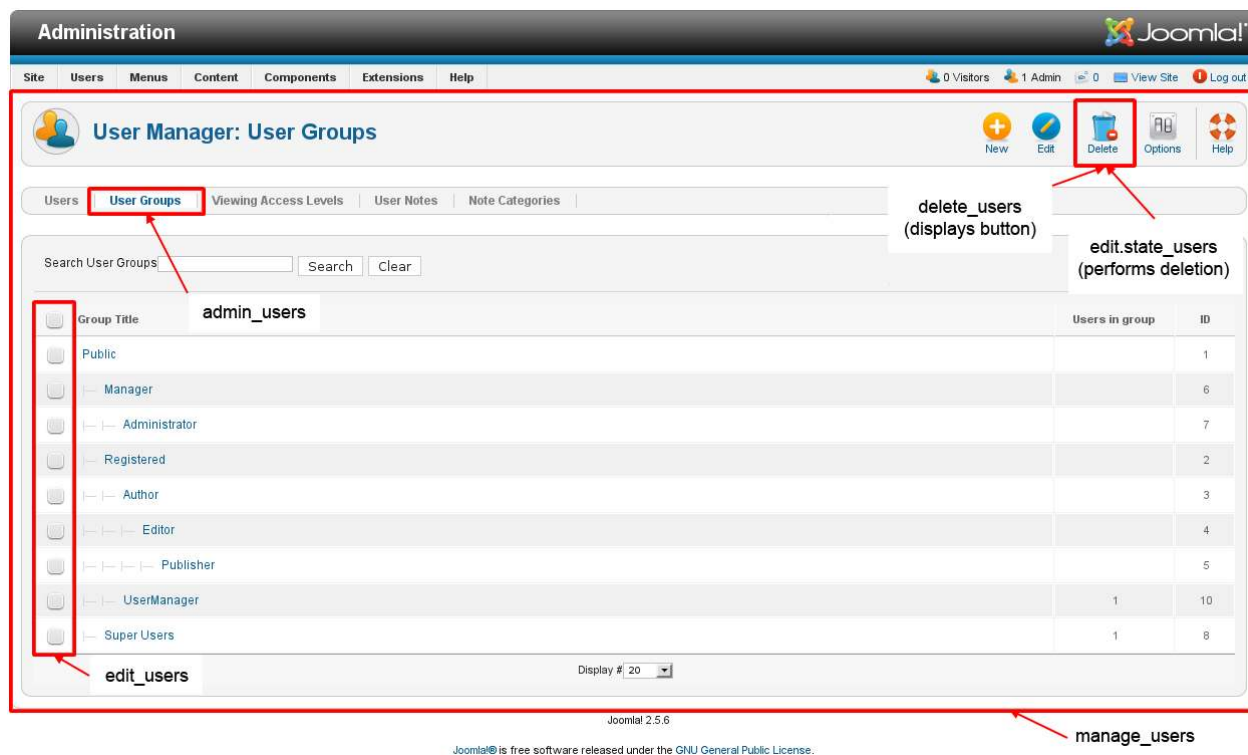 Administration
Joomla!
Site Users Menus Content Components Extensions Help 0 Visitors 1 Admin 0 View Site Log out
User Manager: User Groups
New Edit Delete Options Help
Users User Groups Viewing Access Levels User Notes Note Categories
delete_users
(displays button)
edit.state_users
(performs deletion)
Search User Groups Search Clear
admin_users
Group Title Users in group ID
Public 1
Manager 6
Administrator 7
Registered 2
Author 3
Editor 4
Publisher 5
UserManager 1 10
Super Users 1 8
edit_users
Display # 20
Joomla! 2.5.6
manage_users
Joomla!® is free software released under the GNU General Public License.